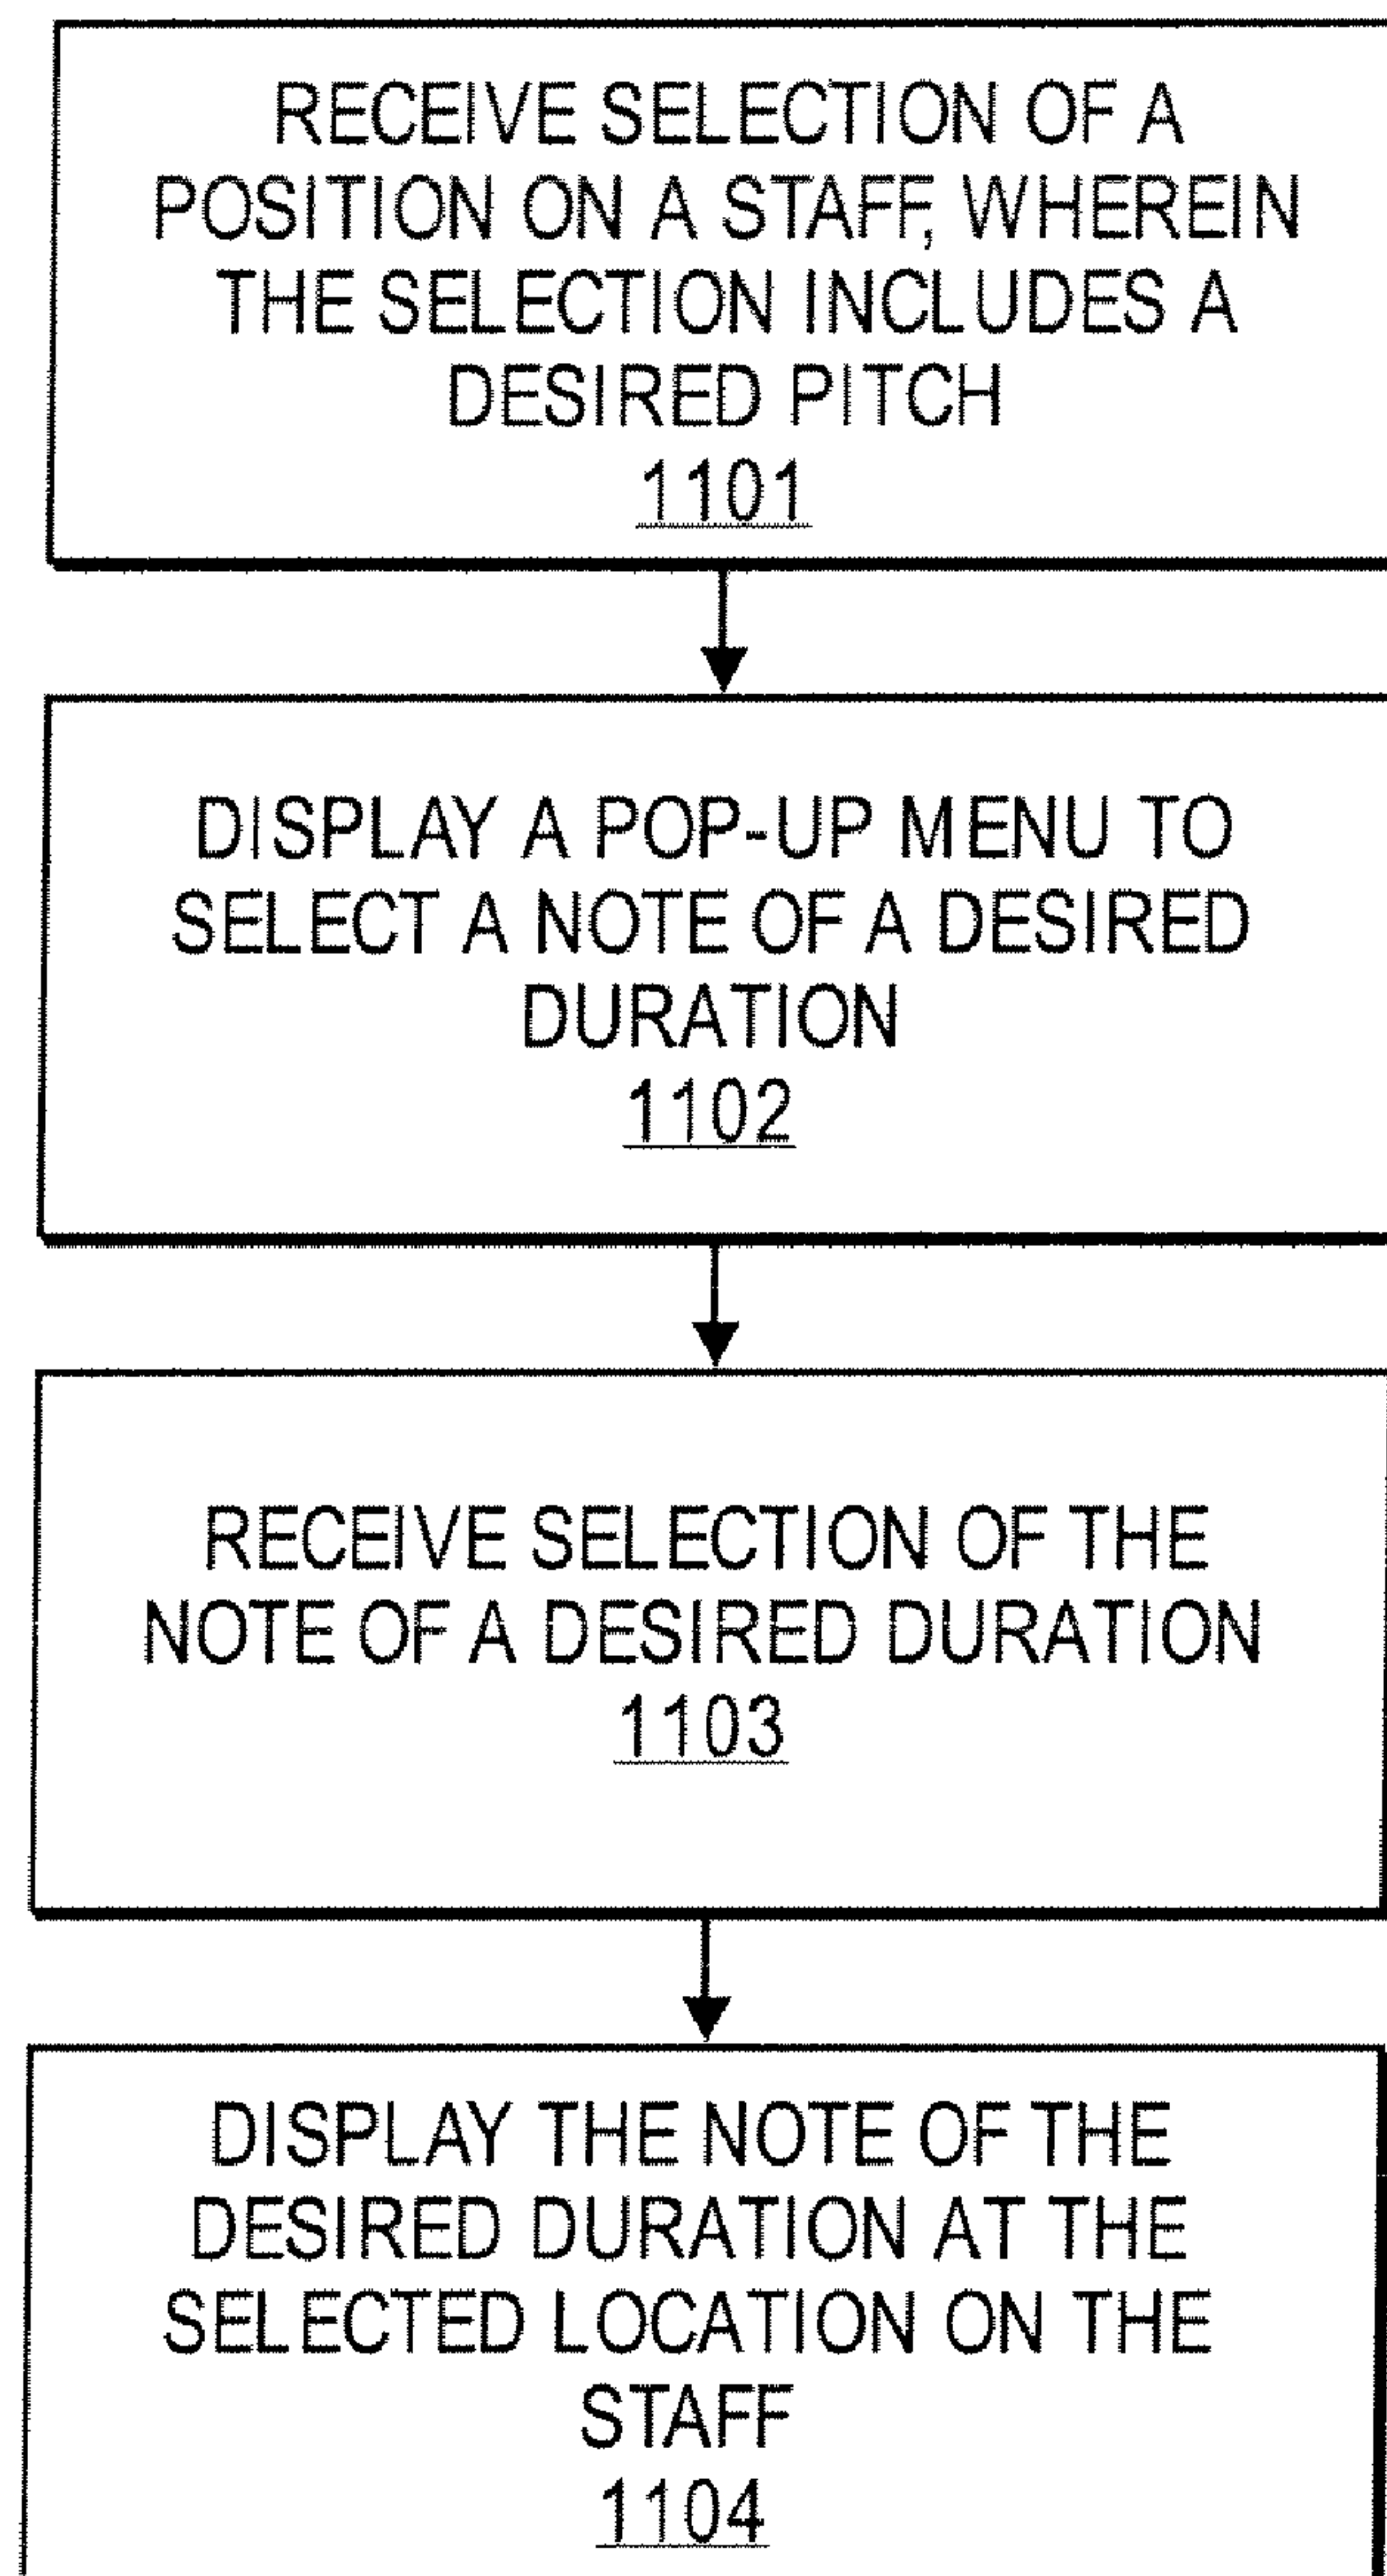 RECEIVE SELECTION OF A
POSITION ON A STAFF, WHEREIN
THE SELECTION INCLUDES A
DESIRED PITCH
1101
DISPLAY A POP-UP MENU TO
SELECT A NOTE OF A DESIRED
DURATION
1102
RECEIVE SELECTION OF THE
NOTE OF A DESIRED DURATION
1103
DISPLAY THE NOTE OF THE
DESIRED DURATION AT THE
SELECTED LOCATION ON THE
STAFF
1104